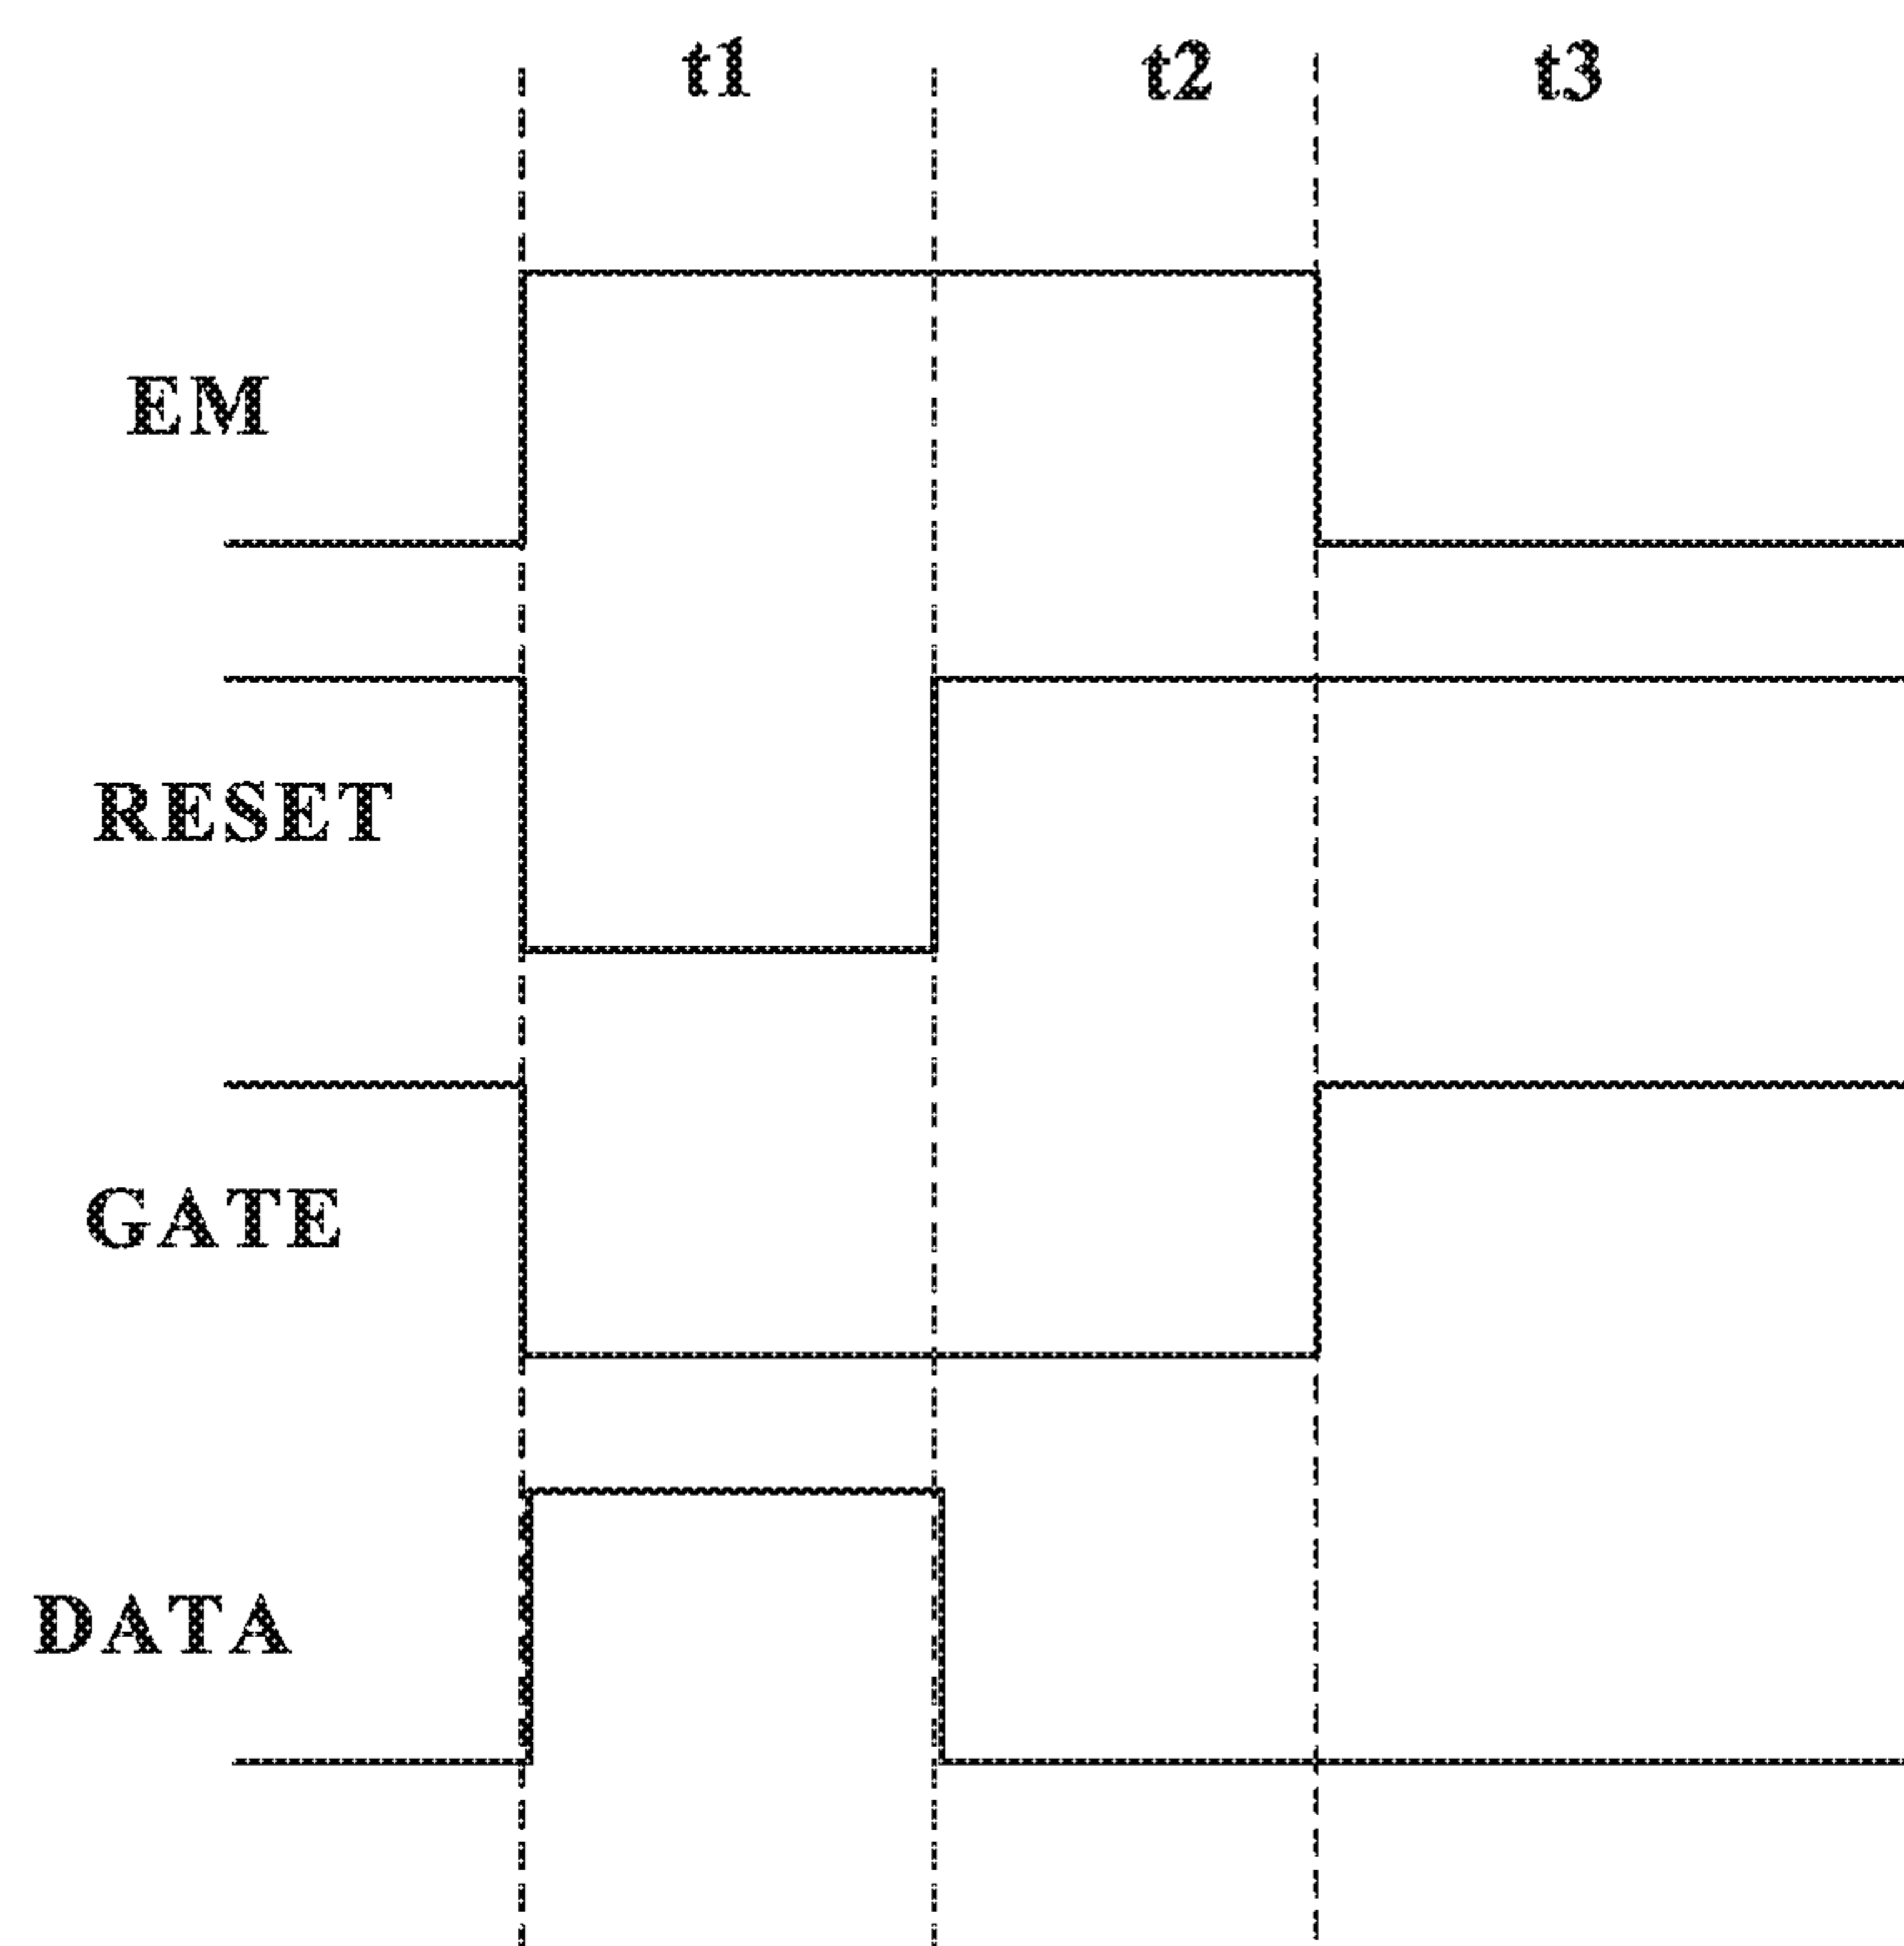 t1 t2 t3
EM
RESET
GATE
DATA